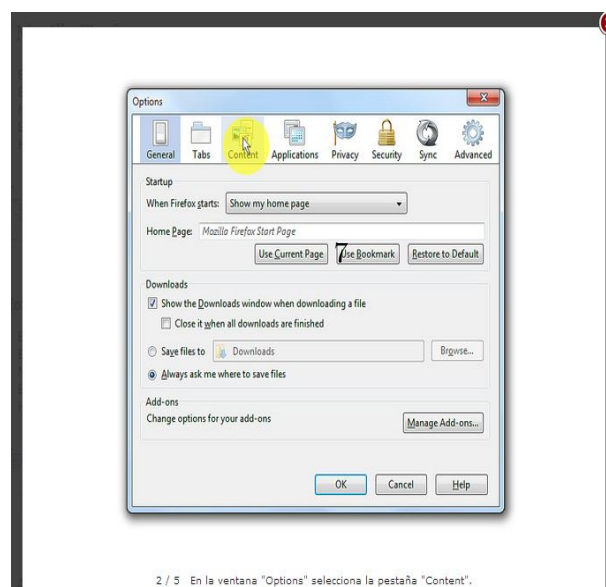 Options
General Tabs Content Applications Privacy Security Sync Advanced
Startup
When Firefox starts: Show my home page
Home Page: Mozilla Firefox Start Page
Use Current Page 7Use Bookmark Restore to Default
Downloads
Show the Downloads window when downloading a file
Close it when all downloads are finished
Save files to Downloads Browse...
Always ask me where to save files
Add-ons
Change options for your add-ons Manage Add-ons...
OK Cancel Help
2 / 5 En la ventana "Options" selecciona la pestaña "Content".